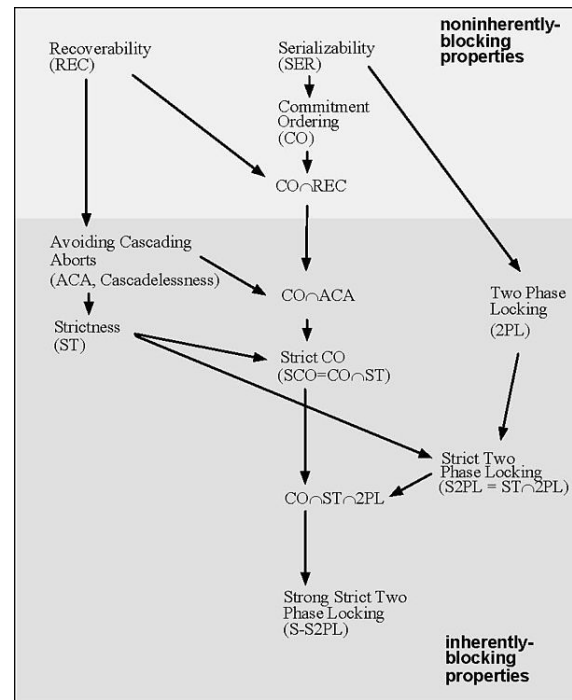 noninherently-
blocking
properties
Recoverability
(REC)
Serializability
(SER)
Commitment
Ordering
(CO)
CO∩REC
Avoiding Cascading
Aborts
(ACA, Cascadelessness)
CO∩ACA
Two Phase
Locking
(2PL)
Strictness
(ST)
Strict CO
(SCO=CO∩ST)
Strict Two
Phase Locking
(S2PL = ST∩2PL)
CO∩ST∩2PL
Strong Strict Two
Phase Locking
(S-S2PL)
inherently-
blocking
properties